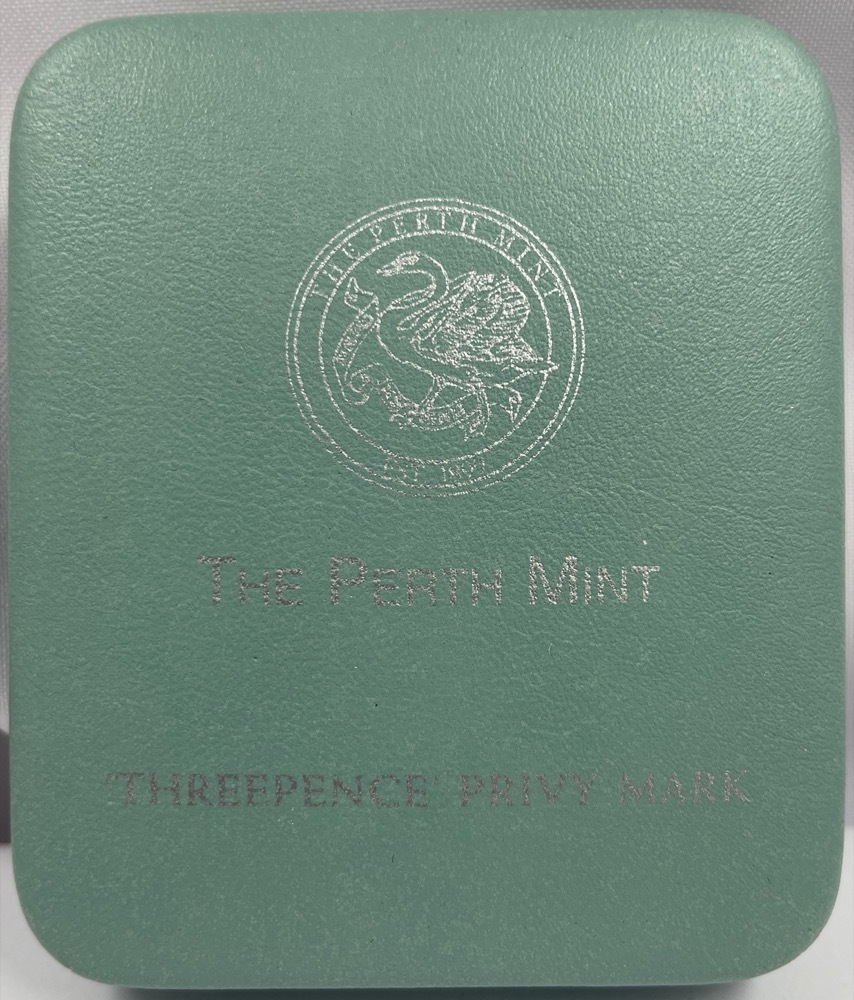 THE PERTH MINT
EST. 1899
THE PERTH MINT
'THREEPENCE' PRIVY MARK